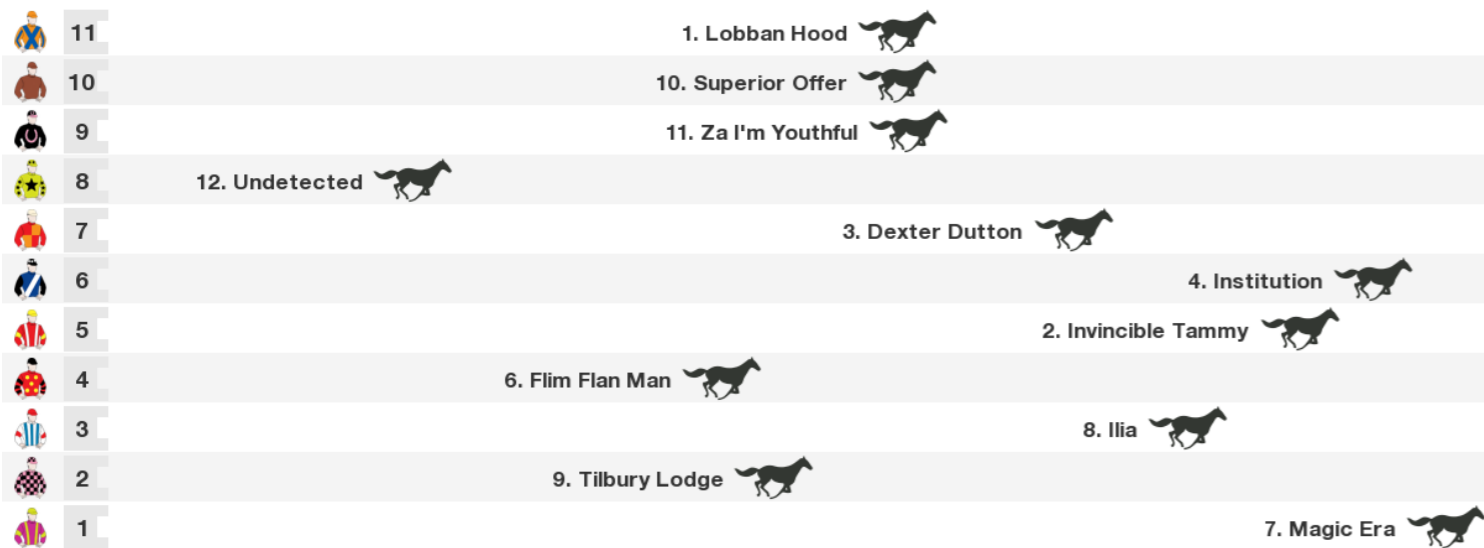 11 1. Lobban Hood
10 10. Superior Offer
9 11. Za I'm Youthful
8 12. Undetected
7 3. Dexter Dutton
6 4. Institution
5 2. Invincible Tammy
4 6. Flim Flan Man
3 8. Ilia
2 9. Tilbury Lodge
1 7. Magic Era